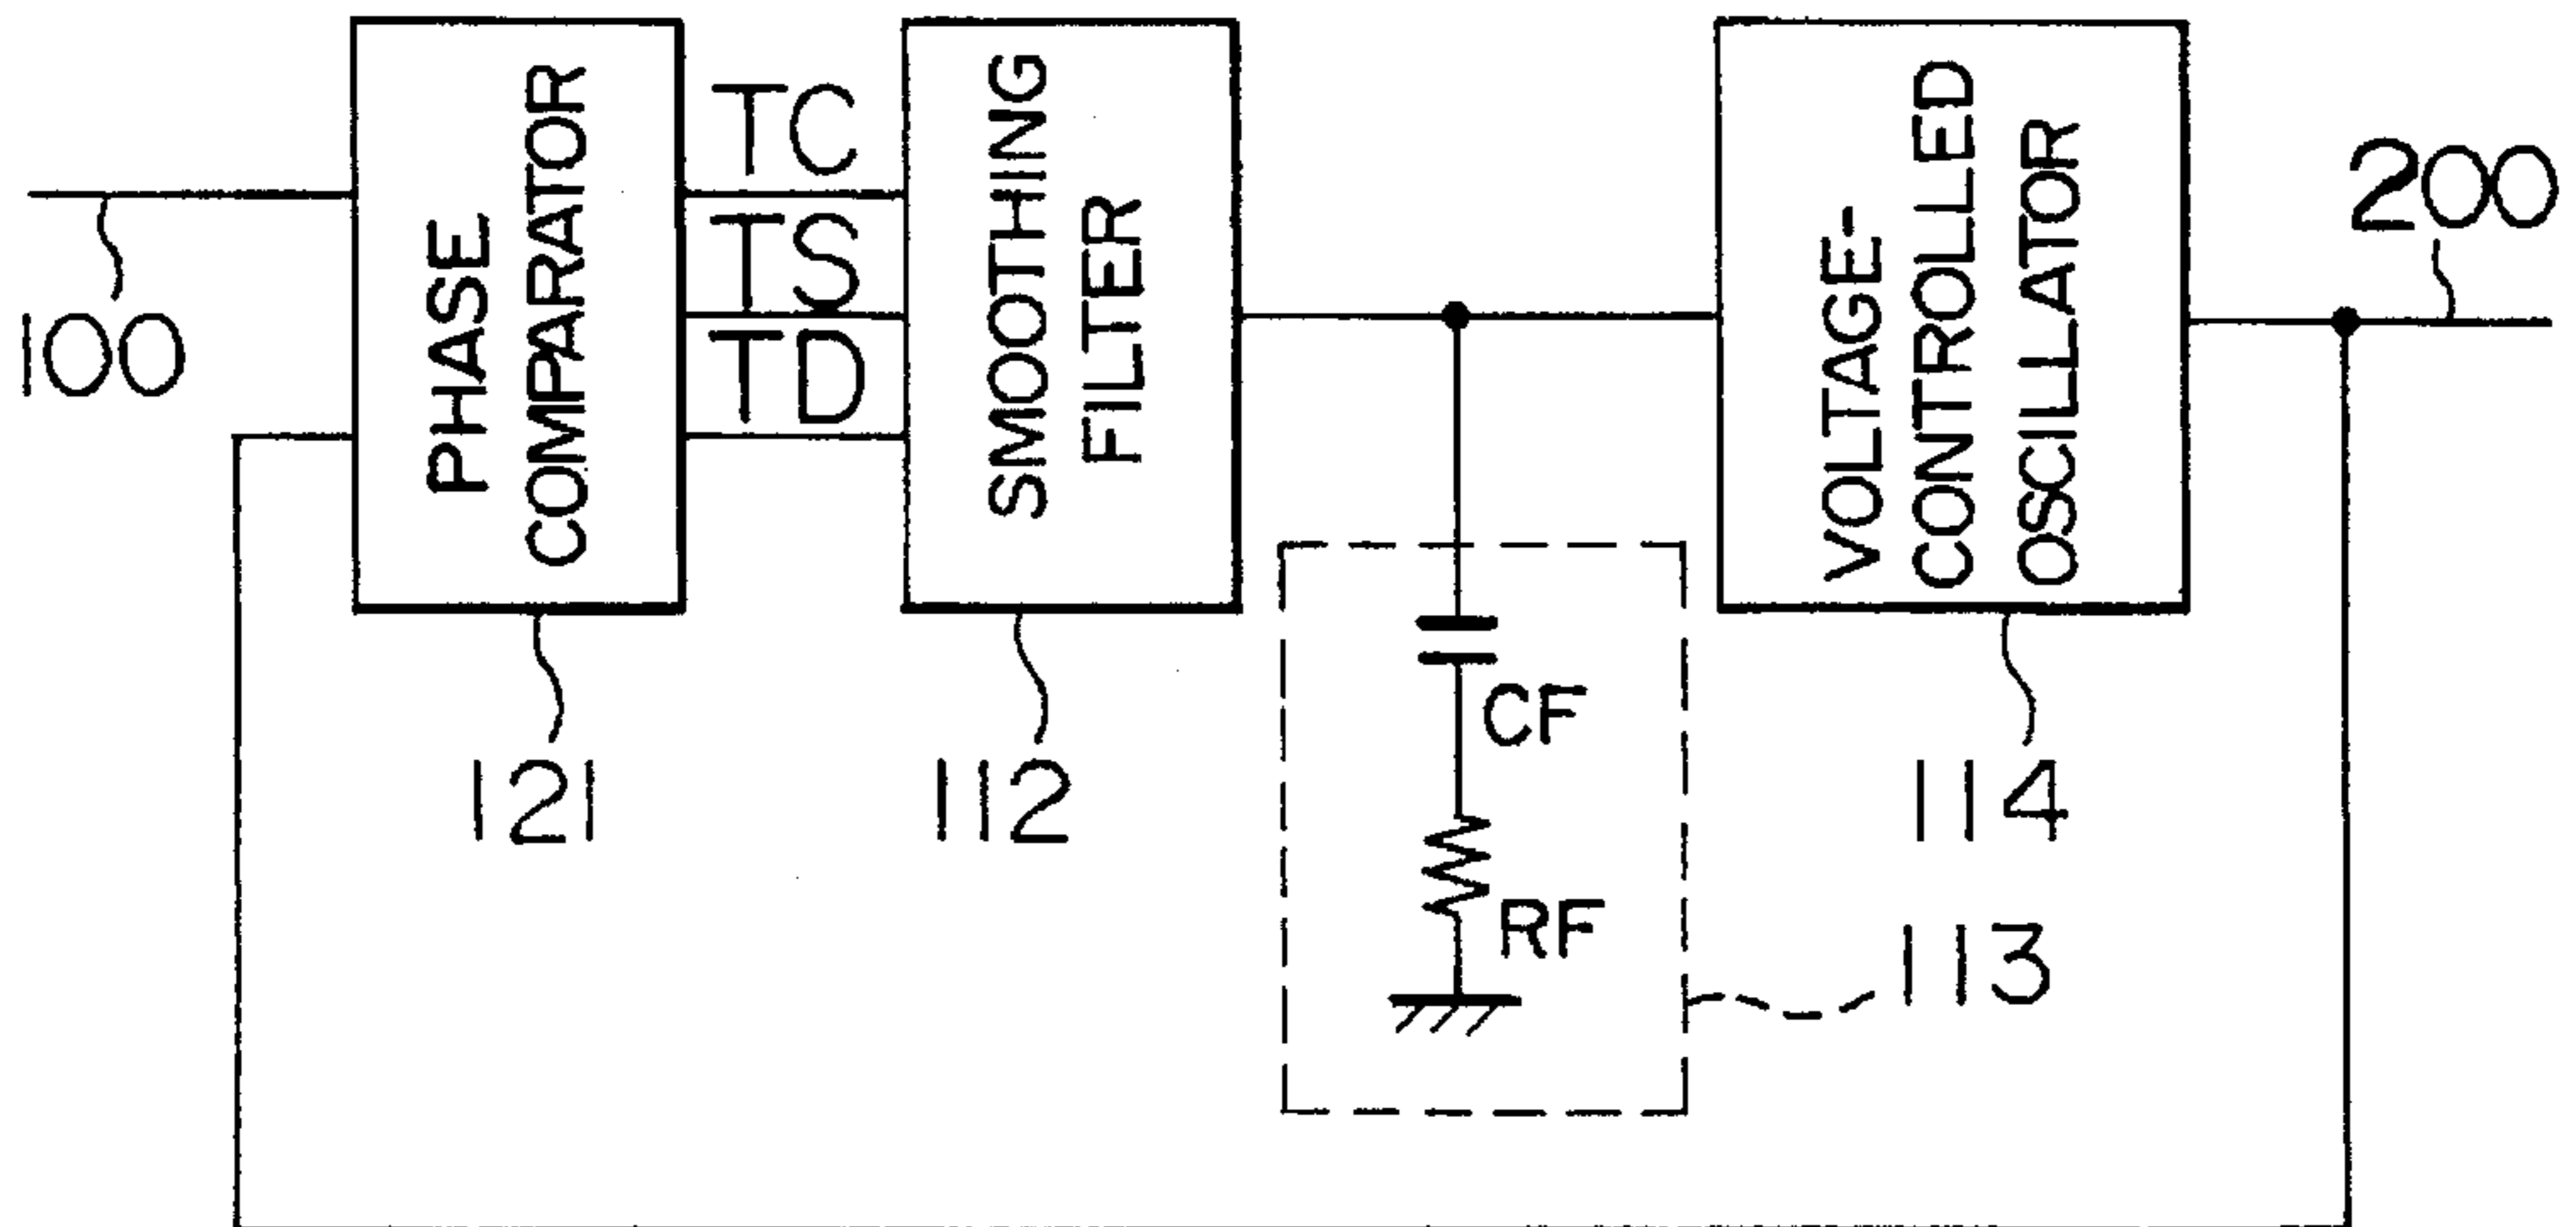 100
PHASE
COMPARATOR
121
TC
TS
TD
SMOOTHING
FILTER
112
CF
RF
113
VOLTAGE-
CONTROLLED
OSCILLATOR
114
200